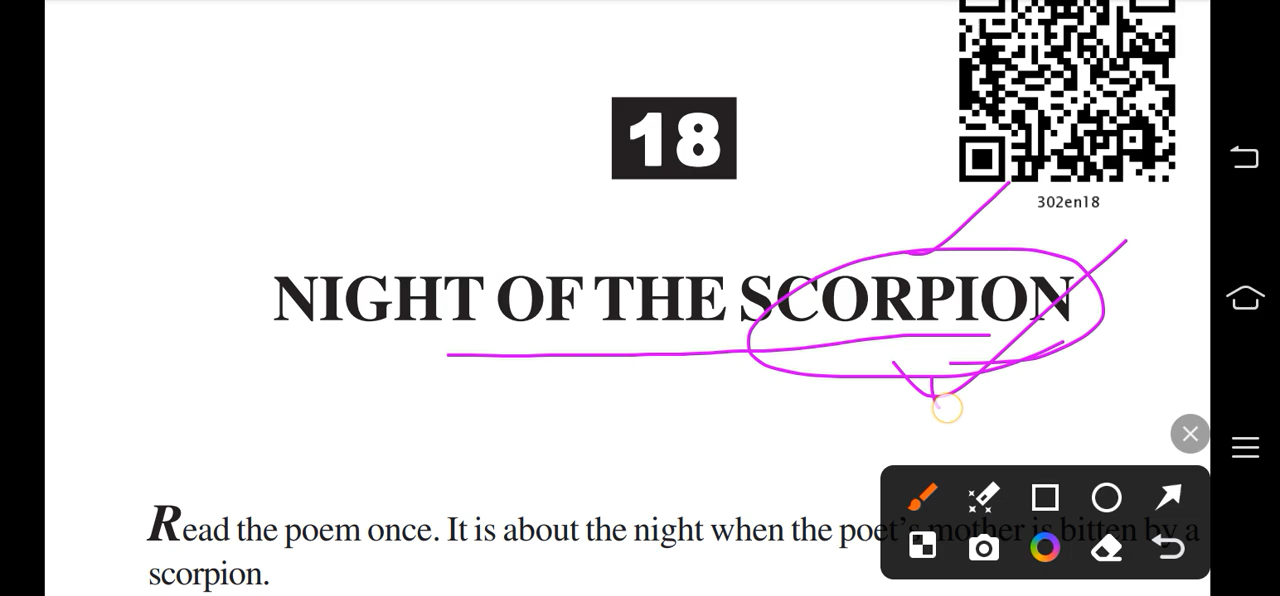 18
302en18
NIGHT OF THE SCORPION
Read the poem once. It is about the night when the poet's mother is bitten by a
scorpion.